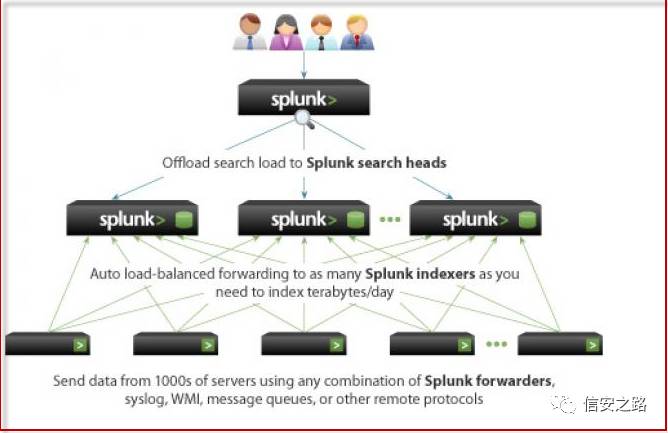 splunk>
Offload search load to Splunk search heads
splunk>
splunk>
splunk>
Auto load-balanced forwarding to as many Splunk indexers as you
need to index terabytes/day
>
>
>
>
>
Send data from 1000s of servers using any combination of Splunk forwarders,
syslog, WMI, message queues, or other remote protocols
信安之路